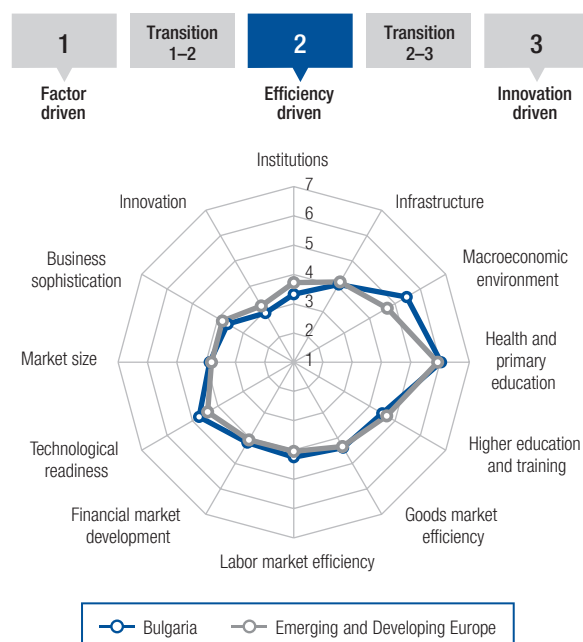 1
Transition
1–2
2
Transition
2–3
3
Factor
driven
Efficiency
driven
Innovation
driven
Institutions
Infrastructure
Macroeconomic
environment
Health and
primary
education
Higher education
and training
Goods market
efficiency
Labor market efficiency
Financial market
development
Technological
readiness
Market size
Business
sophistication
Innovation
7
6
5
4
3
2
1
Bulgaria
Emerging and Developing Europe